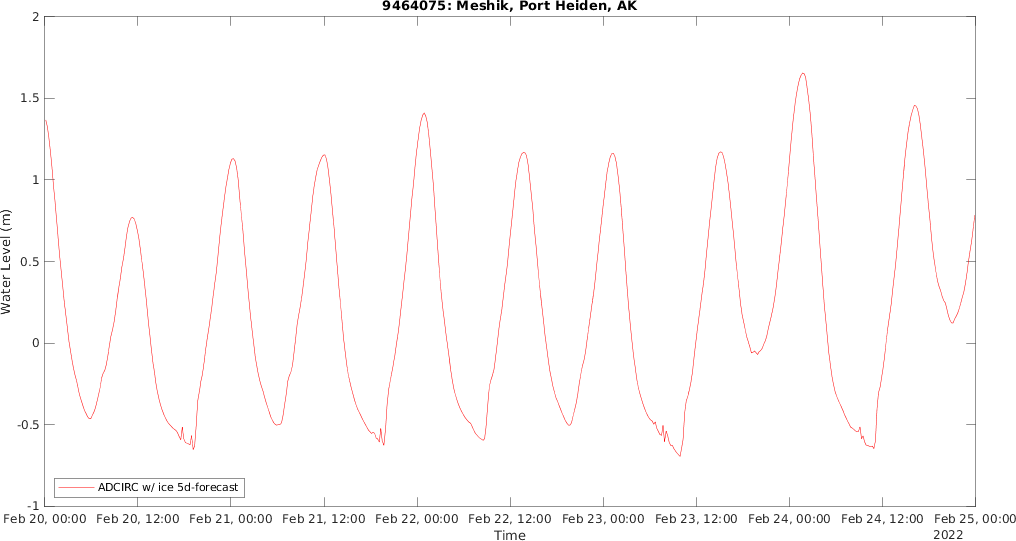 9464075: Meshik, Port Heiden, AK
Water Level (m)
2
1.5
1
0.5
0
-0.5
-1
ADCIRC w/ ice 5d-forecast
Feb 20, 00:00 Feb 20, 12:00 Feb 21, 00:00 Feb 21, 12:00 Feb 22, 00:00 Feb 22, 12:00 Feb 23, 00:00 Feb 23, 12:00 Feb 24, 00:00 Feb 24, 12:00 Feb 25, 00:00
Time
2022